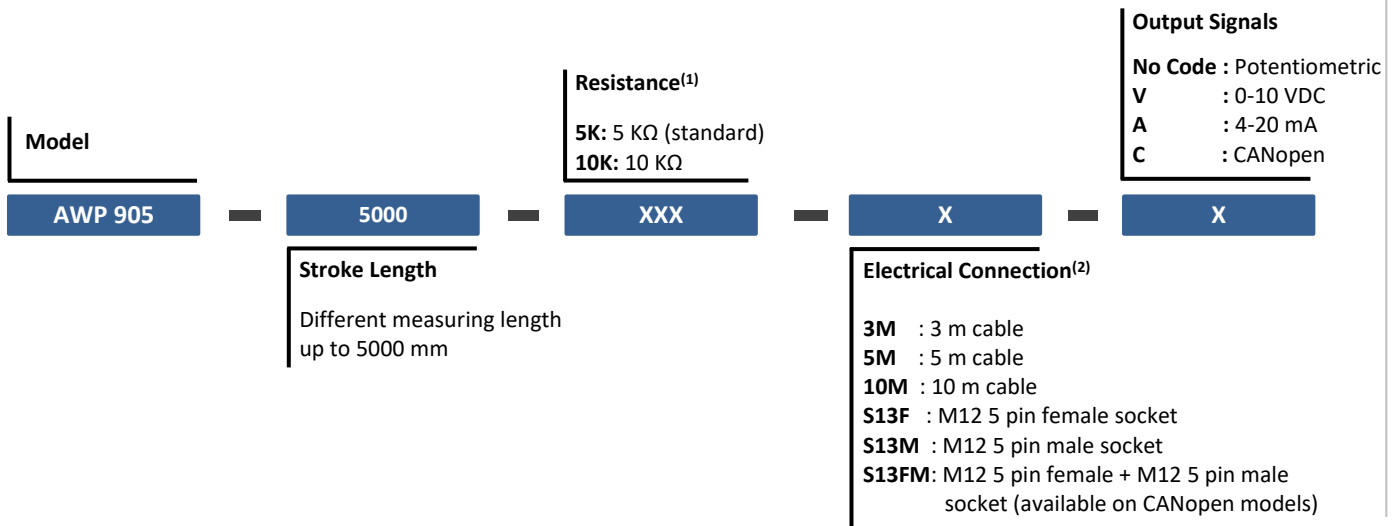 Output Signals
No Code : Potentiometric
V : 0-10 VDC
A : 4-20 mA
C : CANopen
Resistance(1)
5K: 5 KΩ (standard)
10K: 10 KΩ
Model
AWP 905 - 5000 - XXX - X - X
Stroke Length
Different measuring length
up to 5000 mm
Electrical Connection(2)
3M : 3 m cable
5M : 5 m cable
10M : 10 m cable
S13F : M12 5 pin female socket
S13M : M12 5 pin male socket
S13FM: M12 5 pin female + M12 5 pin male
socket (available on CANopen models)